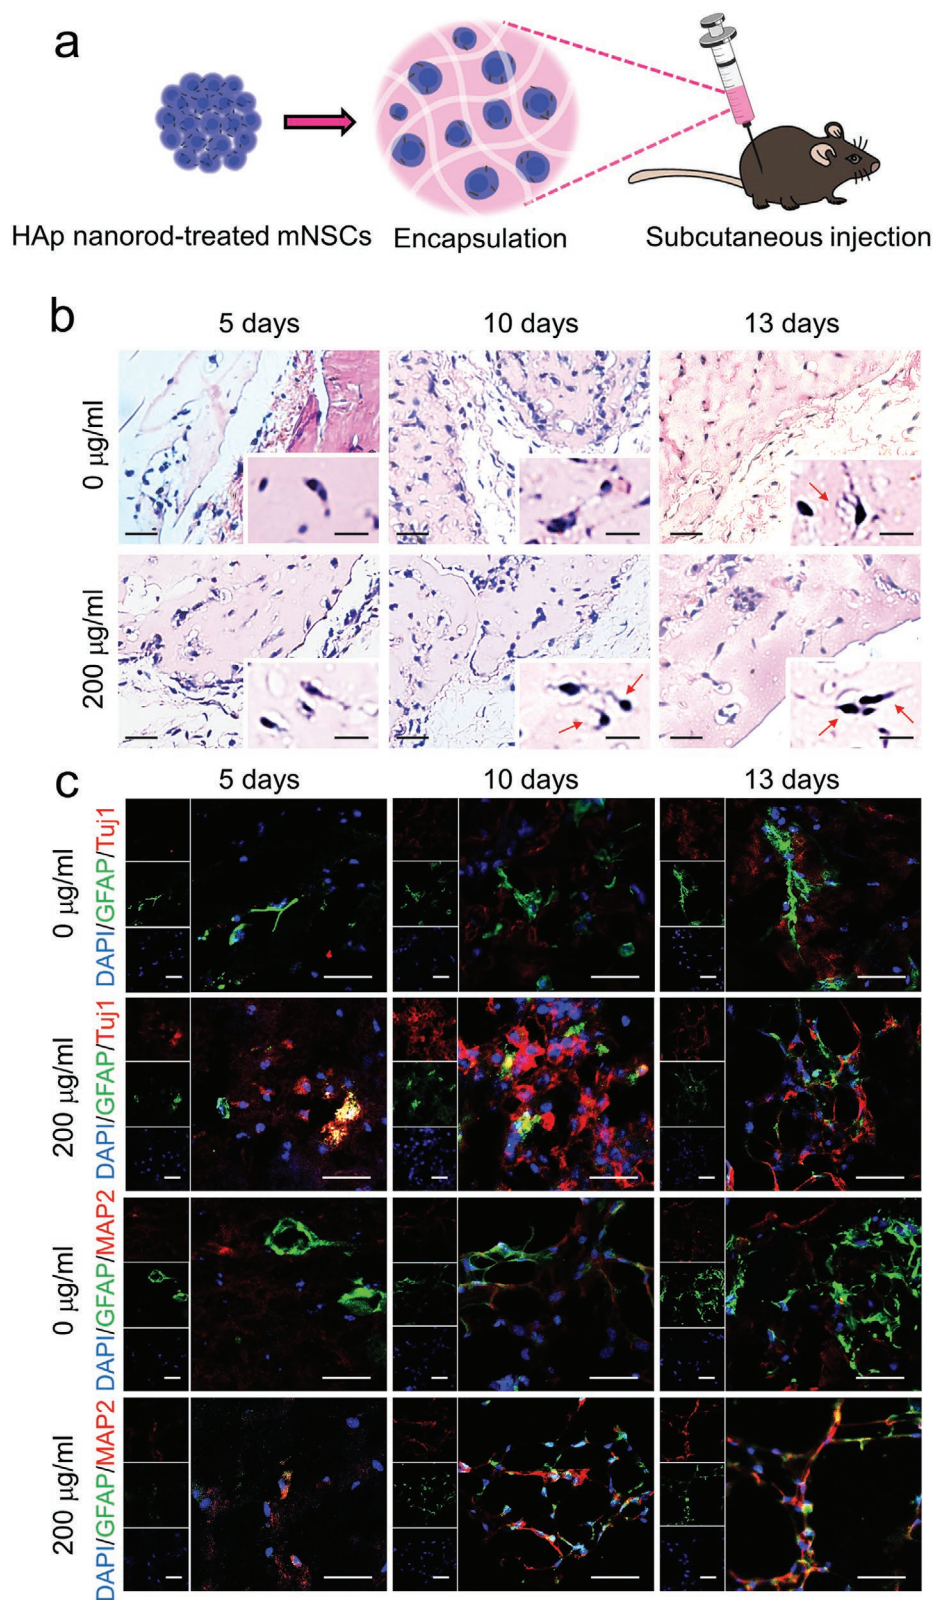 a
HAp nanorod-treated mNSCs
Encapsulation
Subcutaneous injection
b
5 days
10 days
13 days
0 μg/ml
200 μg/ml
c
5 days
10 days
13 days
0 μg/ml
DAPI/GFAP/Tuj1
200 μg/ml
DAPI/GFAP/Tuj1
0 μg/ml
DAPI/GFAP/MAP2
200 μg/ml
DAPI/GFAP/MAP2